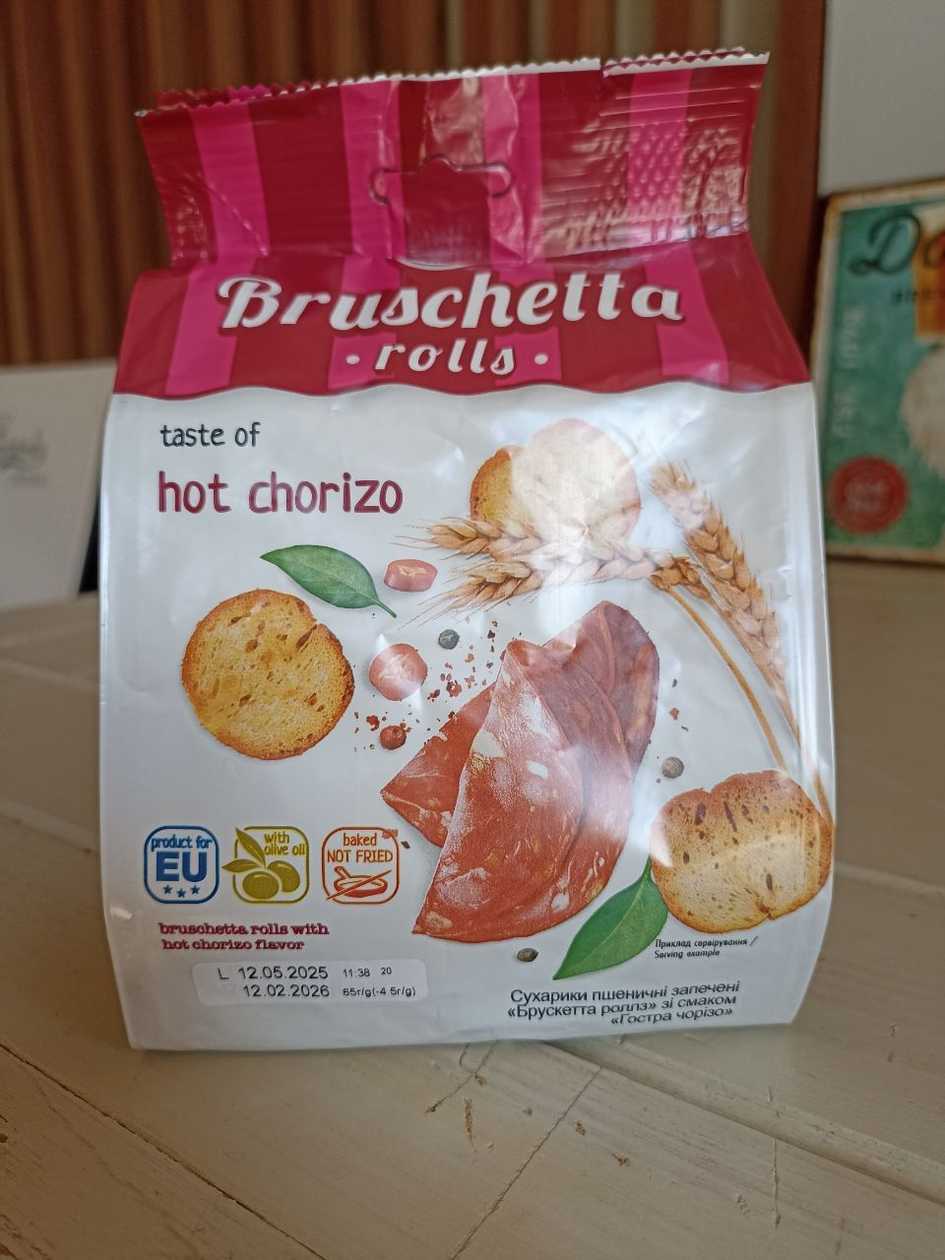 Bruschetta
• rolls •
taste of
hot chorizo
product for
EU
with
olive oil
baked
NOT FRIED
bruschetta rolls with
hot chorizo flavor
L 12.05.2025 11:38 20
12.02.2026 65г/g(-4.5г/g)
Приклад сервірування /
Serving example
Сухарики пшеничні запечені
«Брускетта роллз» зі смаком
«Гостра чорізо»